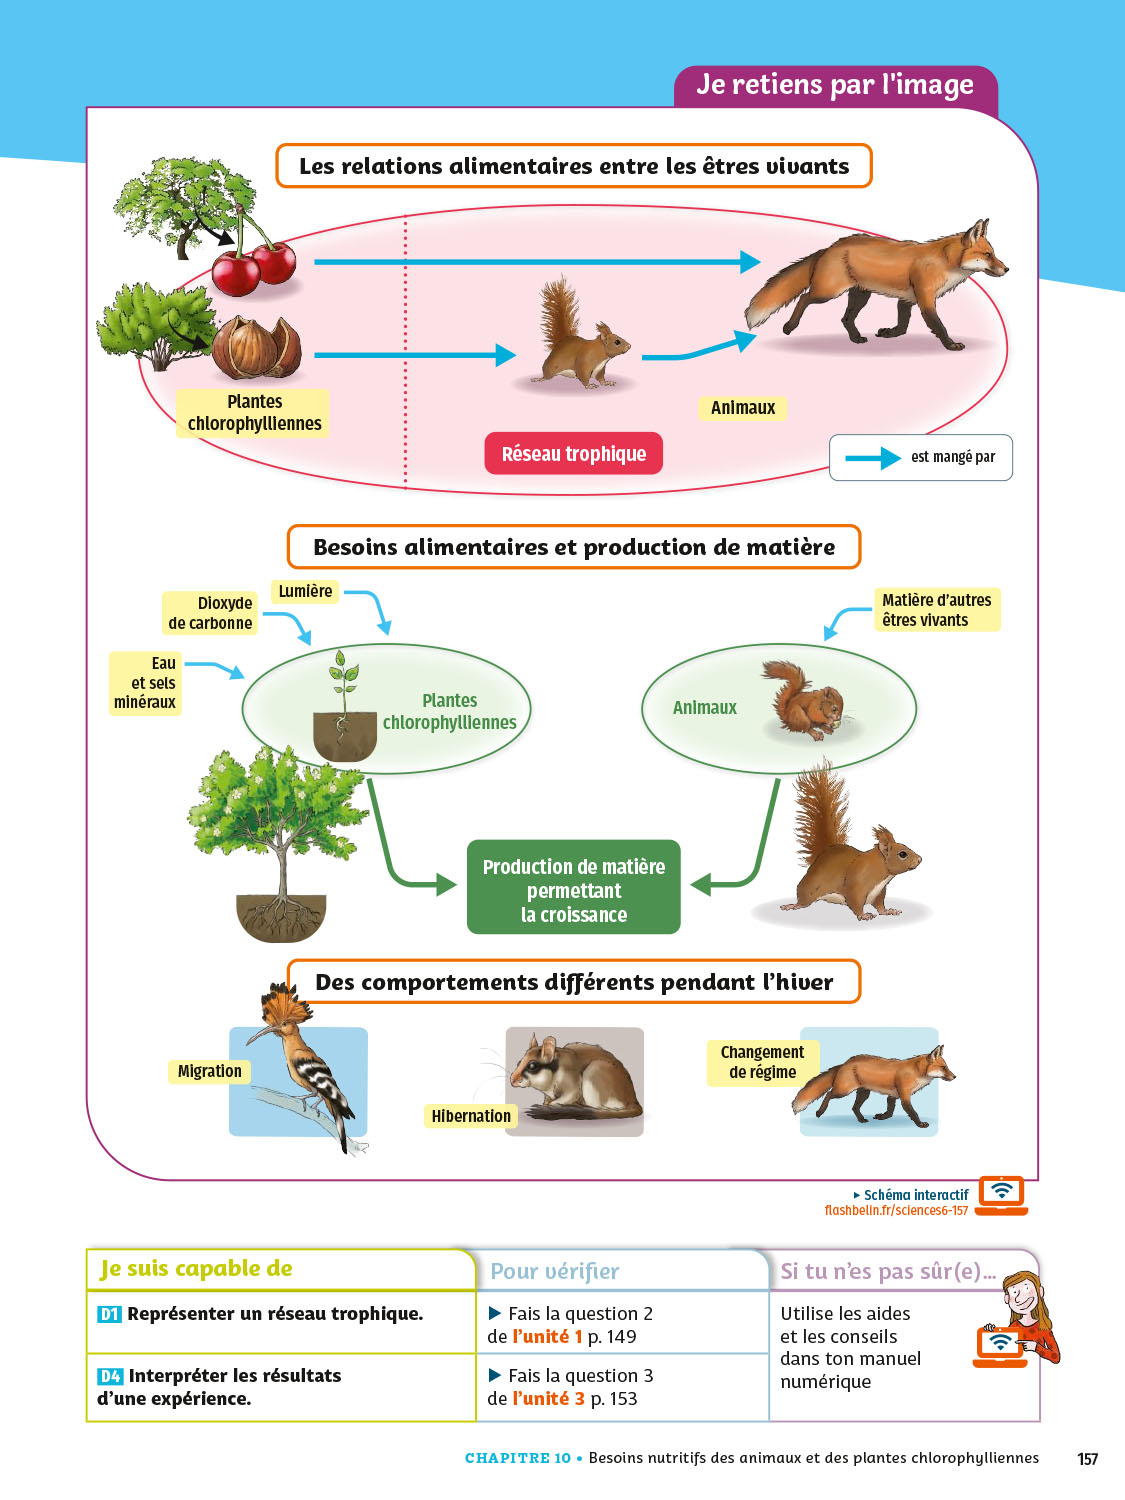 Je retiens par l'image
Les relations alimentaires entre les êtres vivants
Plantes
chlorophylliennes
Animaux
Réseau trophique
est mangé par
Besoins alimentaires et production de matière
Lumière
Dioxyde
de carbonne
Eau
et sels
minéraux
Plantes
chlorophylliennes
Matière d'autres
êtres vivants
Animaux
Production de matière
permettant
la croissance
Des comportements différents pendant l'hiver
Migration
Hibernation
Changement
de régime
▶ Schéma interactif
flashbelin.fr/sciences6-157
Je suis capable de
Pour vérifier
Si tu n'es pas sûr(e)...
D1 Représenter un réseau trophique.
▶ Fais la question 2
de l'unité 1 p. 149
Utilise les aides
et les conseils
dans ton manuel
numérique
D4 Interpréter les résultats
d'une expérience.
▶ Fais la question 3
de l'unité 3 p. 153
CHAPITRE 10 • Besoins nutritifs des animaux et des plantes chlorophylliennes 157